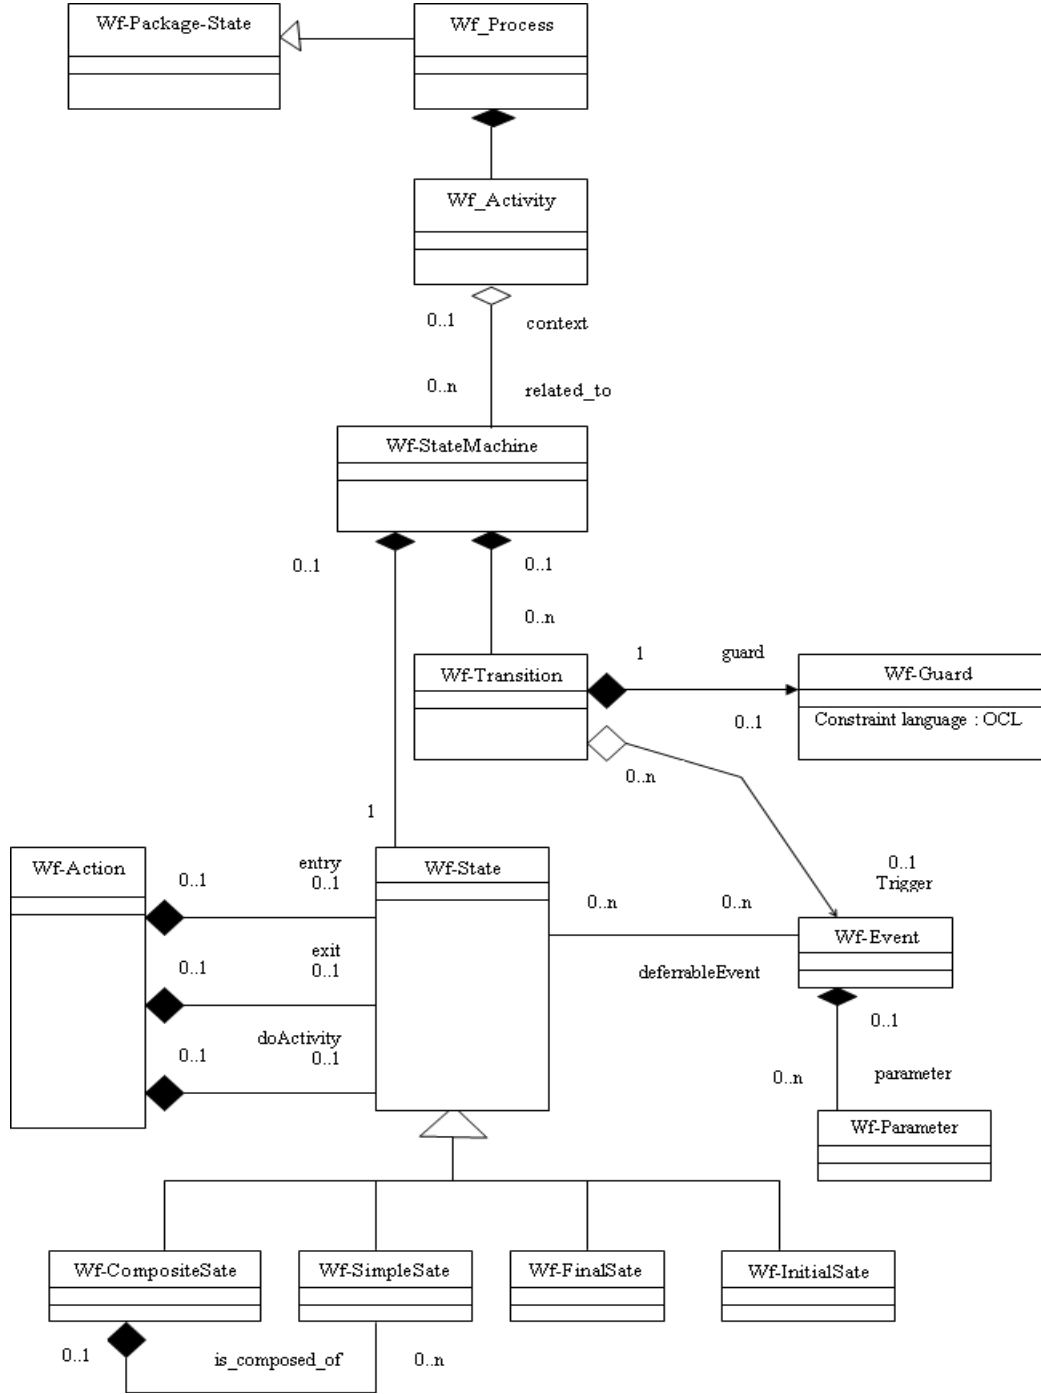 Wf-Package-State
Wf_Process
Wf_Activity
0..1
context
0..n
related_to
Wf-StateMachine
0..1
0..1
0..n
Wf-Transition
1
guard
Wf-Guard
0..1
Constraint language : OCL
0..n
1
0..1
Trigger
Wf-Action
0..1
entry
0..1
Wf-State
0..n
0..n
Wf-Event
exit
0..1
0..1
deferrableEvent
0..1
doActivity
0..1
0..1
0..n
parameter
Wf-Parameter
Wf-CompositeSate
Wf-SimpleSate
Wf-FinalSate
Wf-InitialSate
0..1
is_composed_of
0..n